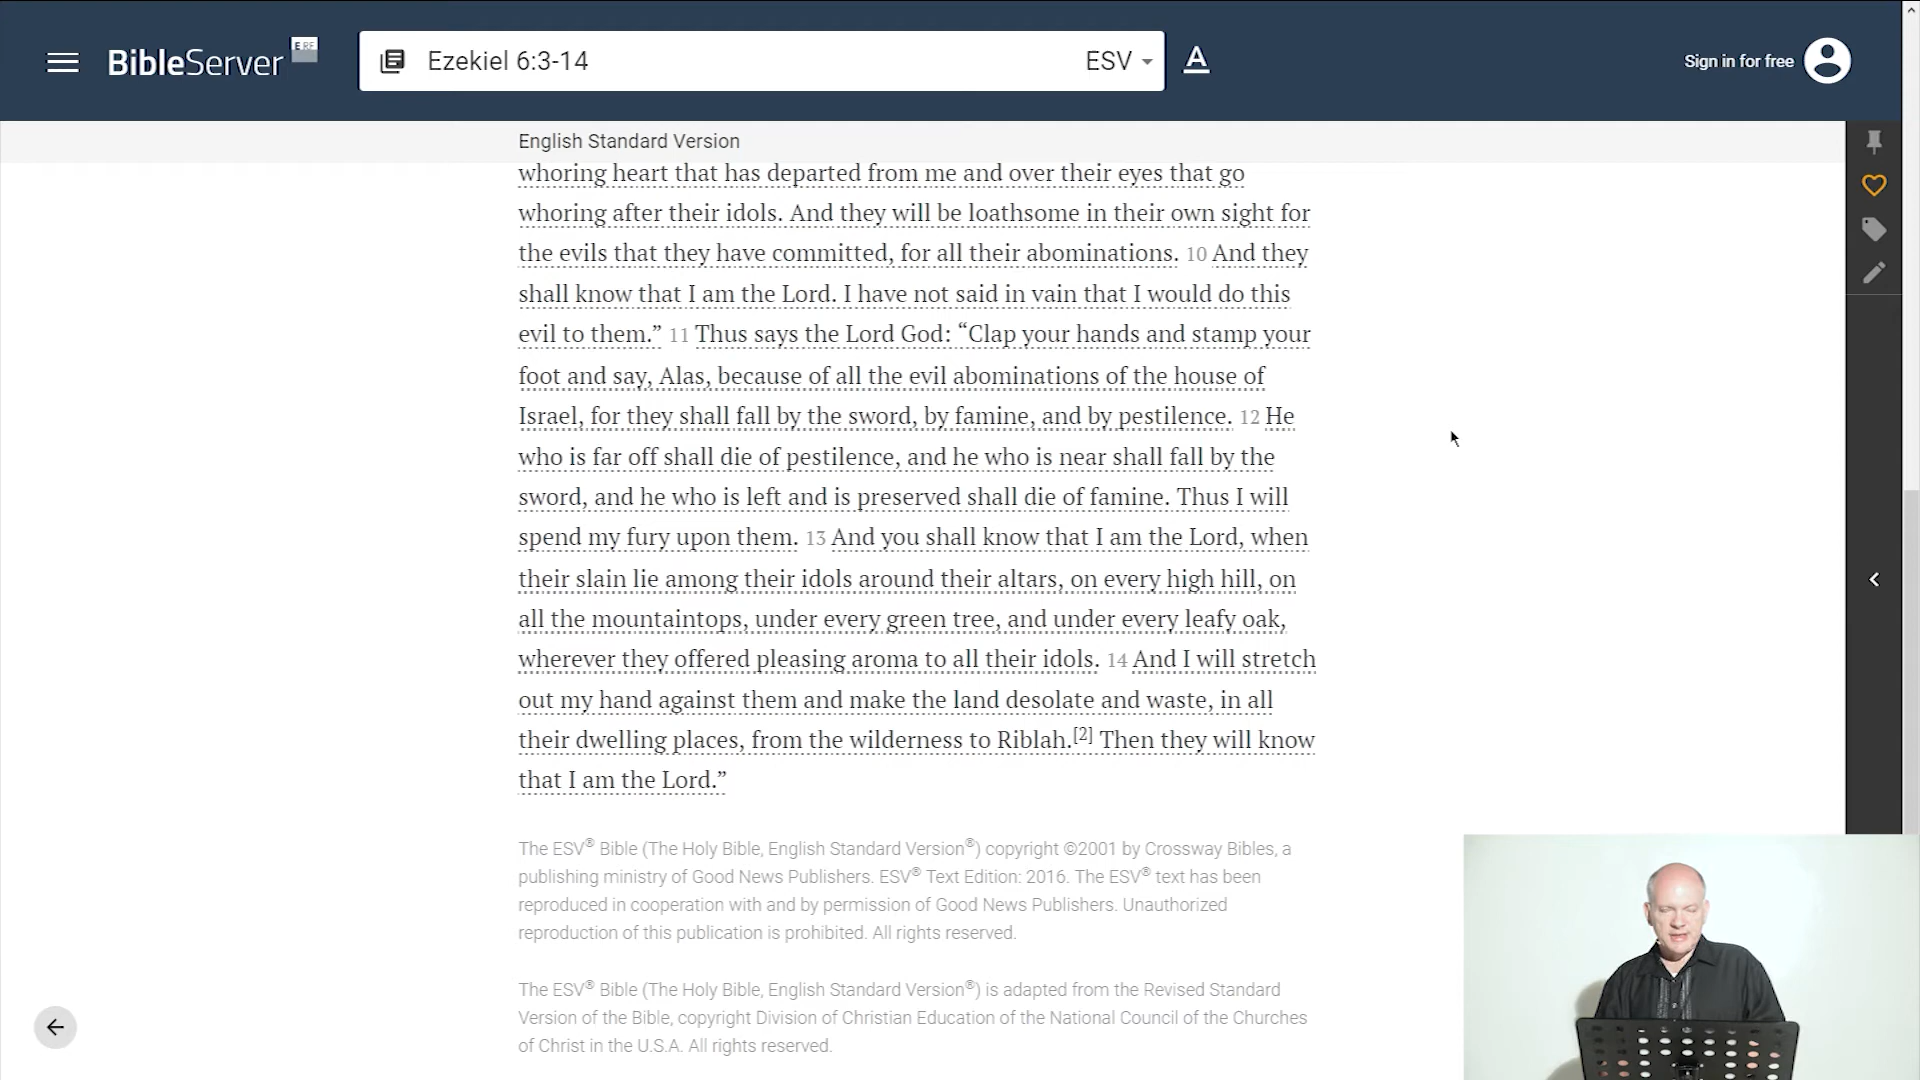 BibleServer
ERF
Ezekiel 6:3-14
ESV
A
Sign in for free
English Standard Version
whoring heart that has departed from me and over their eyes that go
whoring after their idols. And they will be loathsome in their own sight for
the evils that they have committed, for all their abominations. 10 And they
shall know that I am the Lord. I have not said in vain that I would do this
evil to them.” 11 Thus says the Lord God: “Clap your hands and stamp your
foot and say, Alas, because of all the evil abominations of the house of
Israel, for they shall fall by the sword, by famine, and by pestilence. 12 He
who is far off shall die of pestilence, and he who is near shall fall by the
sword, and he who is left and is preserved shall die of famine. Thus I will
spend my fury upon them. 13 And you shall know that I am the Lord, when
their slain lie among their idols around their altars, on every high hill, on
all the mountaintops, under every green tree, and under every leafy oak,
wherever they offered pleasing aroma to all their idols. 14 And I will stretch
out my hand against them and make the land desolate and waste, in all
their dwelling places, from the wilderness to Riblah.[2] Then they will know
that I am the Lord.”
The ESV® Bible (The Holy Bible, English Standard Version®) copyright ©2001 by Crossway Bibles, a
publishing ministry of Good News Publishers. ESV® Text Edition: 2016. The ESV® text has been
reproduced in cooperation with and by permission of Good News Publishers. Unauthorized
reproduction of this publication is prohibited. All rights reserved.
The ESV® Bible (The Holy Bible, English Standard Version®) is adapted from the Revised Standard
Version of the Bible, copyright Division of Christian Education of the National Council of the Churches
of Christ in the U.S.A. All rights reserved.